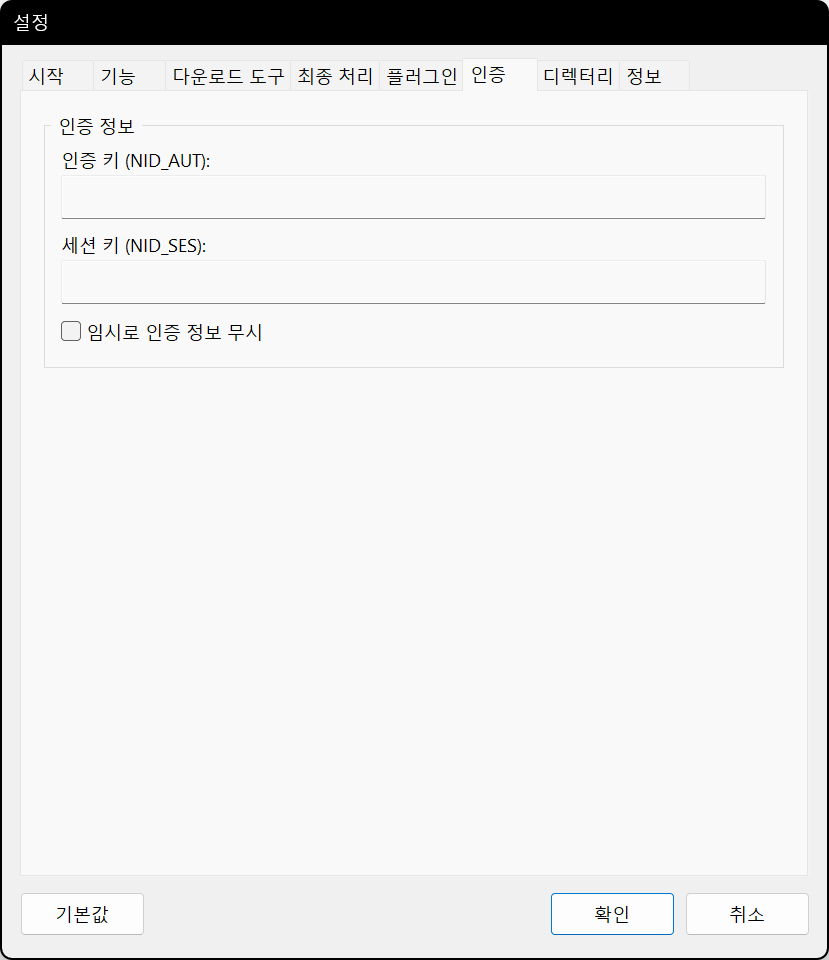 설정
시작 기능 다운로드 도구 최종 처리 플러그인 인증 디렉터리 정보
인증 정보
인증 키 (NID_AUT):
세션 키 (NID_SES):
임시로 인증 정보 무시
기본값 확인 취소